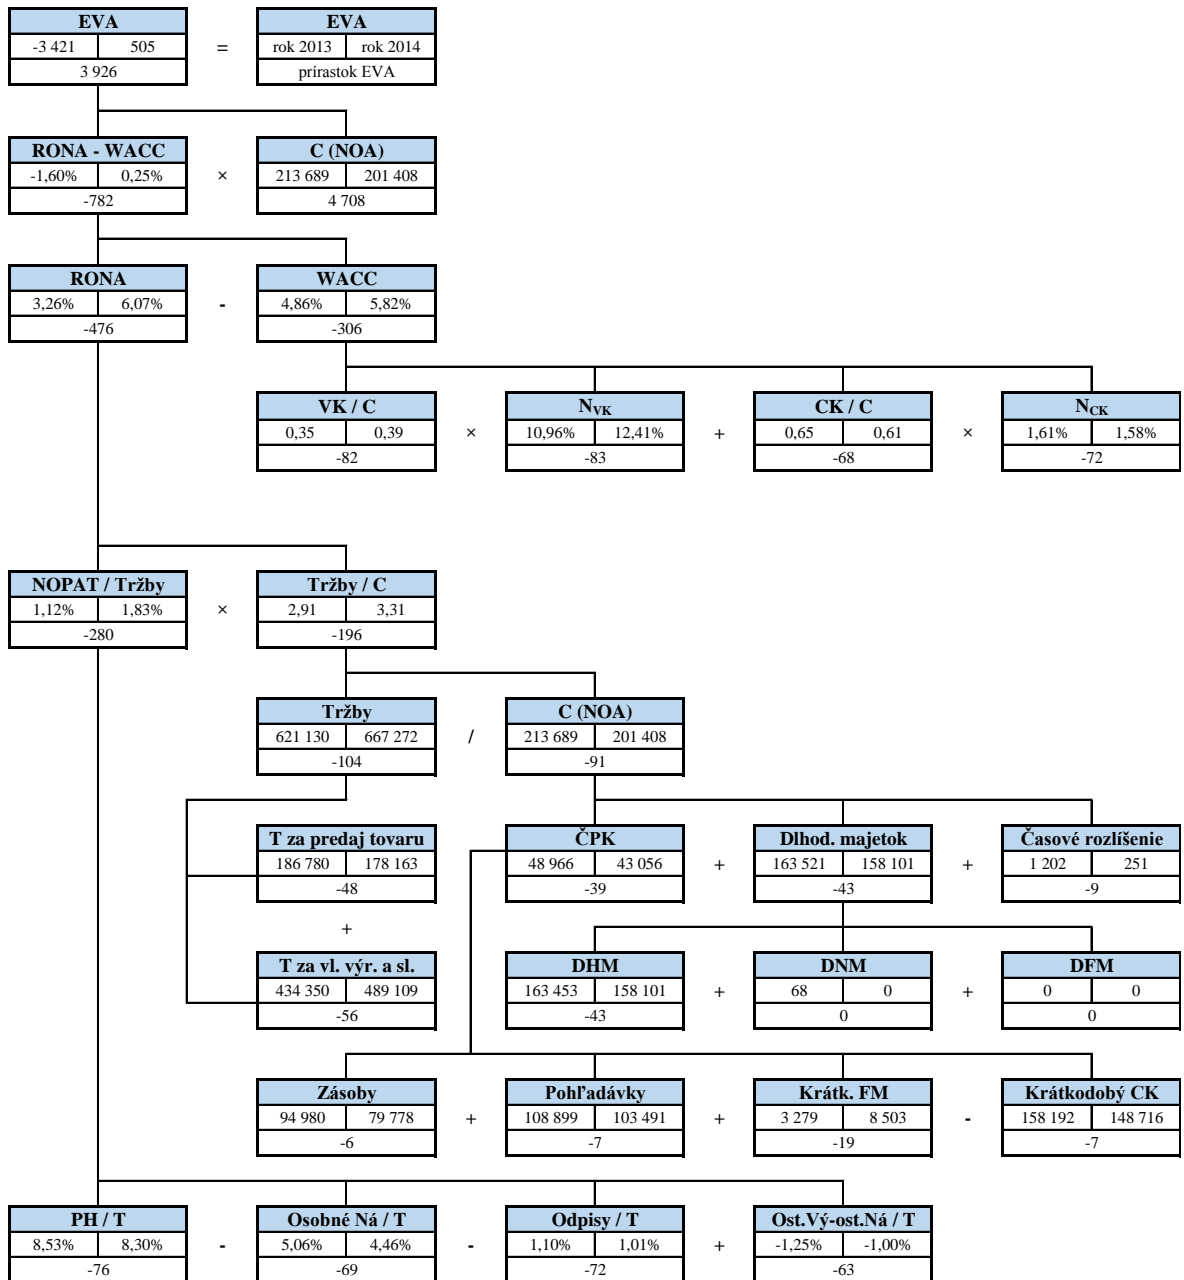 EVA EVA
-3 421 505 = rok 2013 rok 2014
3 926 prírastok EVA
RONA - WACC C (NOA)
-1,60% 0,25% × 213 689 201 408
-782 4 708
RONA WACC
3,26% 6,07% - 4,86% 5,82%
-476 -306
VK / C NVK CK / C NCK
0,35 0,39 × 10,96% 12,41% + 0,65 0,61 × 1,61% 1,58%
-82 -83 -68 -72
NOPAT / Tržby Tržby / C
1,12% 1,83% × 2,91 3,31
-280 -196
Tržby C (NOA)
621 130 667 272 / 213 689 201 408
-104 -91
T za predaj tovaru ČPK Dlhod. majetok Časové rozlíšenie
186 780 178 163 48 966 43 056 + 163 521 158 101 + 1 202 251
-48 -39 -43 -9
+
T za vl. výr. a sl. DHM DNM DFM
434 350 489 109 163 453 158 101 + 68 0 + 0 0
-56 -43 0 0
Zásoby Pohľadávky Krátk. FM Krátkodobý CK
94 980 79 778 + 108 899 103 491 + 3 279 8 503 - 158 192 148 716
-6 -7 -19 -7
PH / T Osobné Ná / T Odpisy / T Ost.Vý-ost.Ná / T
8,53% 8,30% - 5,06% 4,46% - 1,10% 1,01% + -1,25% -1,00%
-76 -69 -72 -63